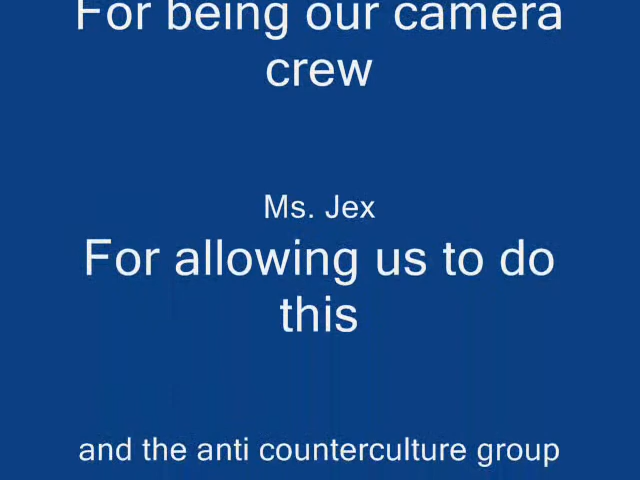 For being our camera
crew
Ms. Jex
For allowing us to do
this
and the anti counterculture group